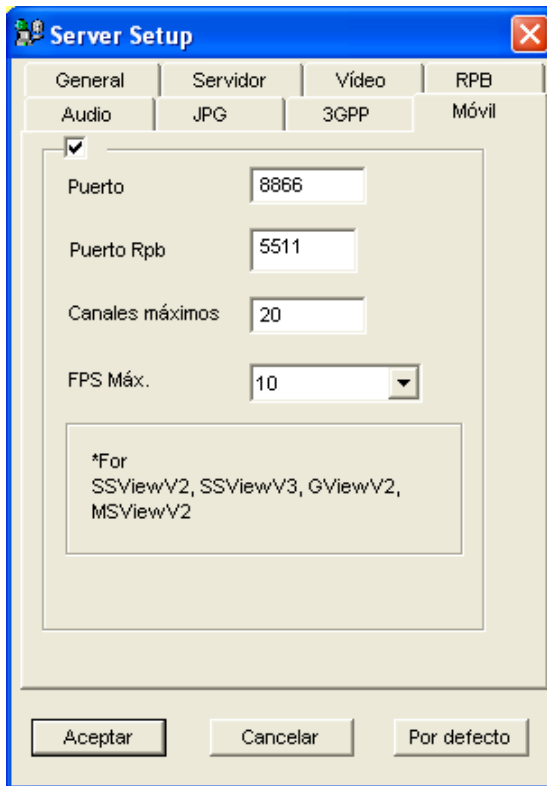 Server Setup
General Servidor Vídeo RPB
Audio JPG 3GPP Móvil
Puerto 8866
Puerto Rpb 5511
Canales máximos 20
FPS Máx. 10
*For
SSViewV2, SSViewV3, GViewV2,
MSViewV2
Aceptar Cancelar Por defecto